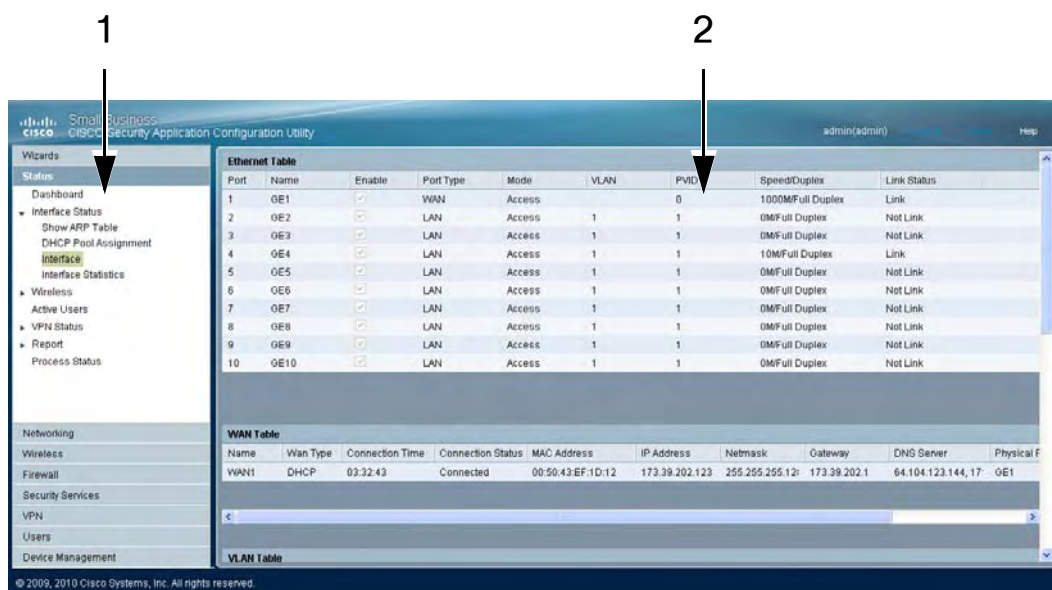 1
2
Small Business
CISCO CISCO Security Application Configuration Utility
admin(admin)
Help
Wizards
Status
Dashboard
Interface Status
Show ARP Table
DHCP Pool Assignment
Interface
Interface Statistics
Wireless
Active Users
VPN Status
Report
Process Status
Networking
Wireless
Firewall
Security Services
VPN
Users
Device Management
Ethernet Table
Port Name Enable Port Type Mode VLAN PVID Speed/Duplex Link Status
1 GE1 WAN Access 0 1000M/Full Duplex Link
2 GE2 LAN Access 1 1 0M/Full Duplex Not Link
3 GE3 LAN Access 1 1 0M/Full Duplex Not Link
4 GE4 LAN Access 1 1 10M/Full Duplex Link
5 GE5 LAN Access 1 1 0M/Full Duplex Not Link
6 GE6 LAN Access 1 1 0M/Full Duplex Not Link
7 GE7 LAN Access 1 1 0M/Full Duplex Not Link
8 GE8 LAN Access 1 1 0M/Full Duplex Not Link
9 GE9 LAN Access 1 1 0M/Full Duplex Not Link
10 GE10 LAN Access 1 1 0M/Full Duplex Not Link
WAN Table
Name Wan Type Connection Time Connection Status MAC Address IP Address Netmask Gateway DNS Server Physical P
WAN1 DHCP 03:32:43 Connected 00:50:43:EF:1D:12 173.39.202.123 255.255.255.12 173.39.202.1 64.104.123.144, 17 GE1
VLAN Table
© 2009, 2010 Cisco Systems, Inc. All rights reserved.